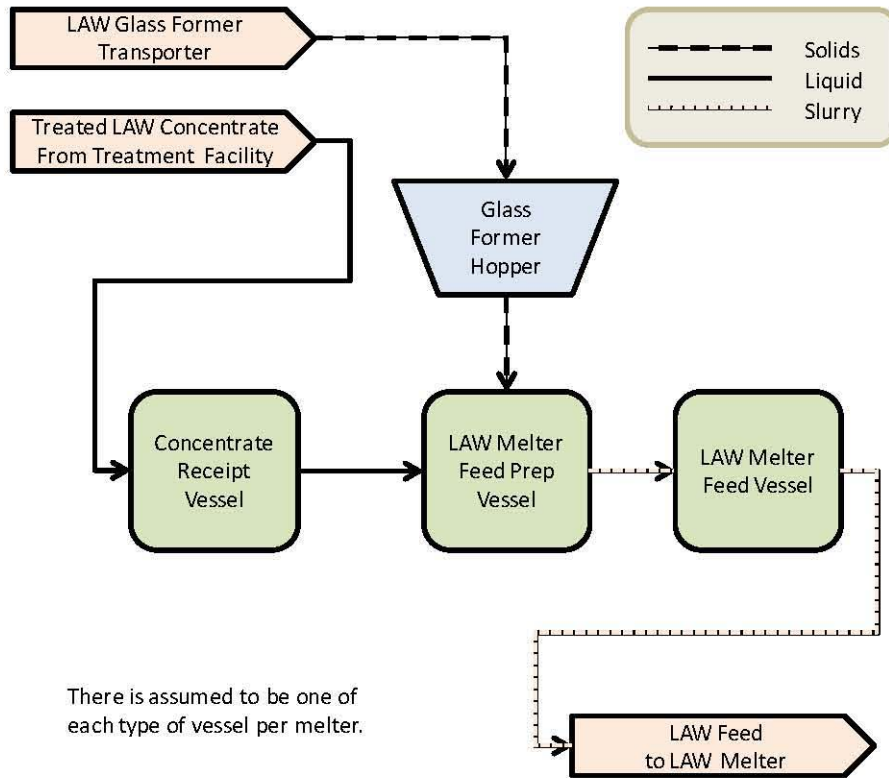 LAW Glass Former
Transporter
Solids
Liquid
Slurry
Treated LAW Concentrate
From Treatment Facility
Glass
Former
Hopper
Concentrate
Receipt
Vessel
LAW Melter
Feed Prep
Vessel
LAW Melter
Feed Vessel
There is assumed to be one of
each type of vessel per melter.
LAW Feed
to LAW Melter